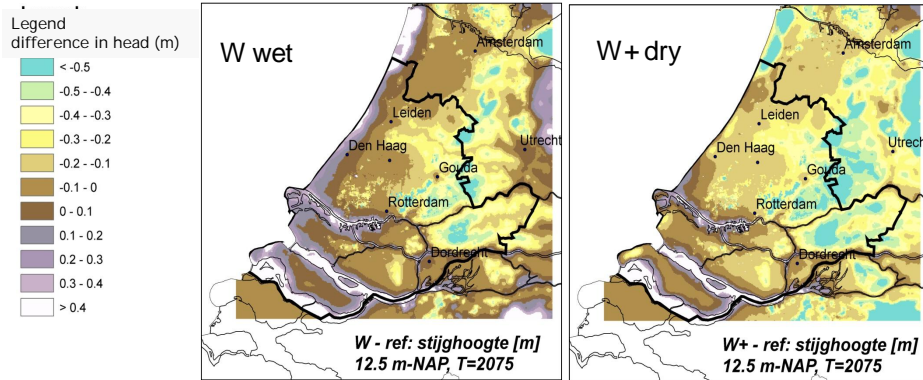 Legend
difference in head (m)
< -0.5
-0.5 - -0.4
-0.4 - -0.3
-0.3 - -0.2
-0.2 - -0.1
-0.1 - 0
0 - 0.1
0.1 - 0.2
0.2 - 0.3
0.3 - 0.4
> 0.4
W wet
Amsterdam
Leiden
Den Haag
Utrecht
Gouda
Rotterdam
Dordrecht
W - ref: stijghoogte [m]
12.5 m-NAP, T=2075
W+ dry
Amsterdam
Leiden
Den Haag
Utrech
Gouda
Rotterdam
Dordrecht
W+ - ref: stijghoogte [m]
12.5 m-NAP, T=2075